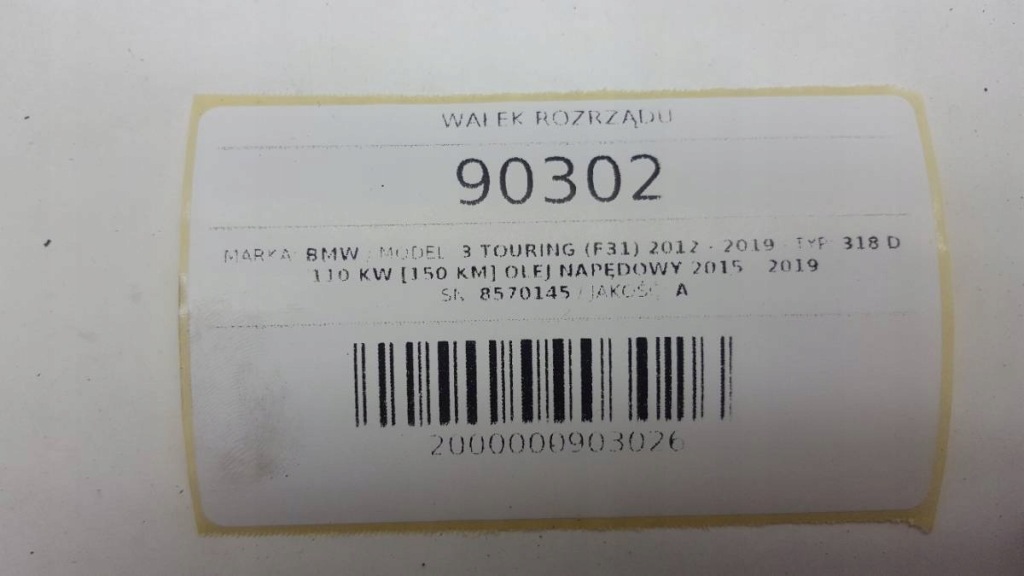 WAŁEK ROZRZĄDU
90302
MARKA: BMW / MODEL: 3 TOURING (F31) 2012 - 2019 / TYP: 318 D
110 KW [150 KM] OLEJ NAPĘDOWY 2015 - 2019
SN: 8570145 / JAKOŚĆ: A
2000000903026